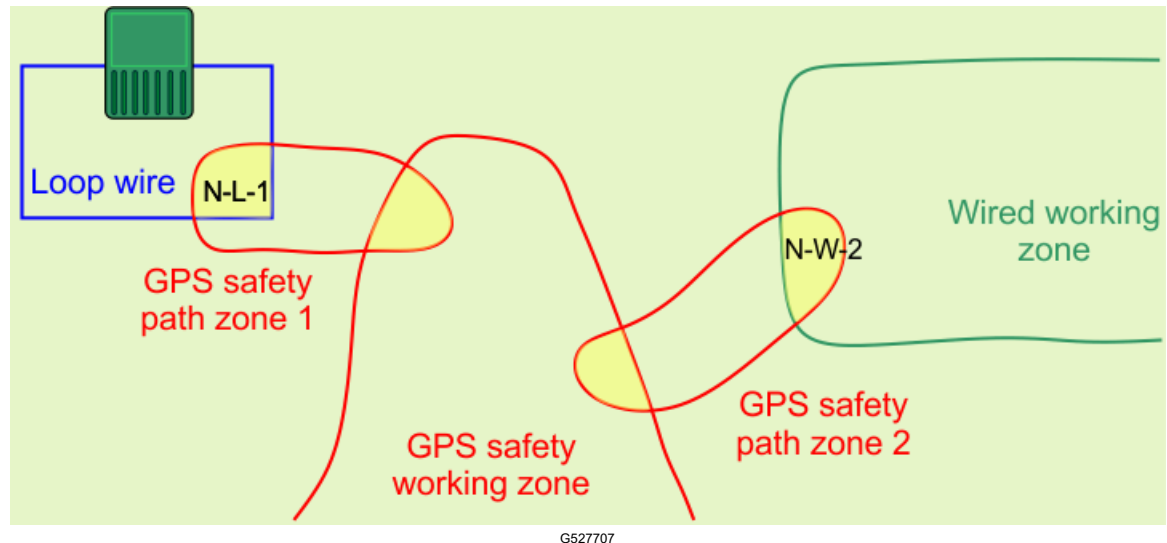 Loop wire
N-L-1
GPS safety
path zone 1
Wired working
zone
N-W-2
GPS safety
path zone 2
GPS safety
working zone
G527707